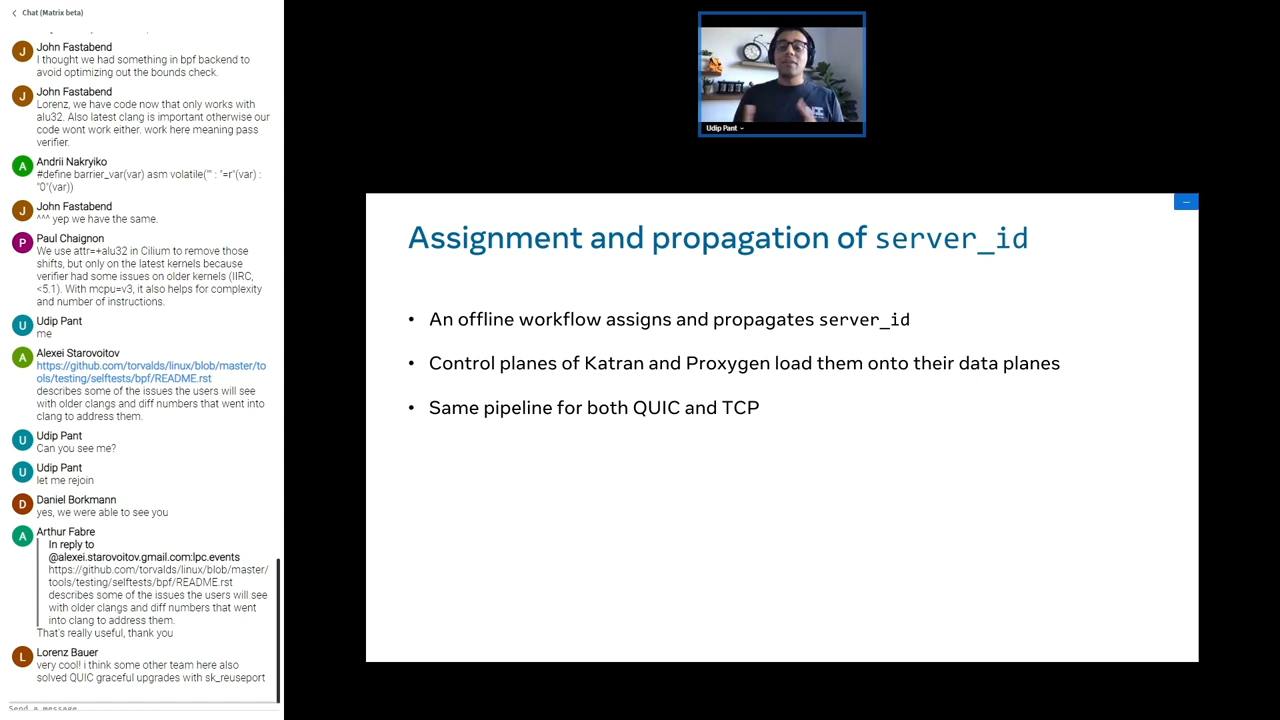 Chat (Matrix beta)
J
John Fastabend
I thought we had something in bpf backend to
avoid optimizing out the bounds check.
J
John Fastabend
Lorenz, we have code now that only works with
alu32. Also latest clang is important otherwise our
code wont work either. work here meaning pass
verifier.
A
Andrii Nakryiko
#define barrier_var(var) asm volatile("" : "=r"(var) :
"0"(var))
J
John Fastabend
^^^ yep we have the same.
P
Paul Chaignon
We use attr=+alu32 in Cilium to remove those
shifts, but only on the latest kernels because
verifier had some issues on older kernels (IIRC,
<5.1). With mcpu=v3, it also helps for complexity
and number of instructions.
U
Udip Pant
me
A
Alexei Starovoitov
https://github.com/torvalds/linux/blob/master/to
ols/testing/selftests/bpf/README.rst
describes some of the issues the users will see
with older clangs and diff numbers that went into
clang to address them.
U
Udip Pant
Can you see me?
U
Udip Pant
let me rejoin
D
Daniel Borkmann
yes, we were able to see you
A
Arthur Fabre
In reply to
@alexei.starovoitov.gmail.com:lpc.events
https://github.com/torvalds/linux/blob/master/
tools/testing/selftests/bpf/README.rst
describes some of the issues the users will see
with older clangs and diff numbers that went
into clang to address them.
That's really useful, thank you
L
Lorenz Bauer
very cool! i think some other team here also
solved QUIC graceful upgrades with sk_reuseport
Send a message
Udip Pant
Assignment and propagation of server_id
• An offline workflow assigns and propagates server_id
• Control planes of Katran and Proxygen load them onto their data planes
• Same pipeline for both QUIC and TCP